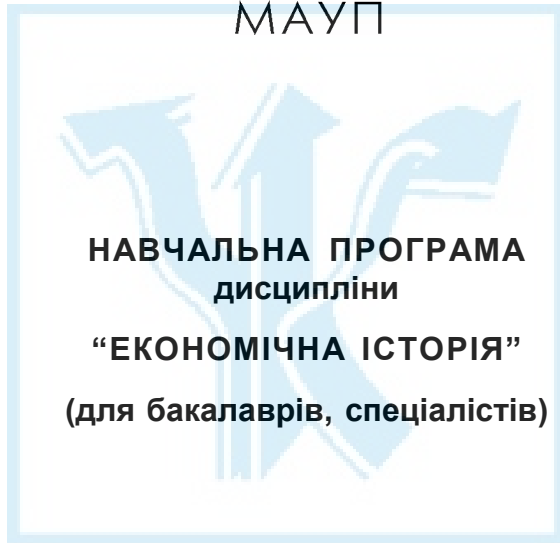 МАУП
НАВЧАЛЬНА ПРОГРАМА
дисципліни
“ЕКОНОМІЧНА ІСТОРІЯ”
(для бакалаврів, спеціалістів)